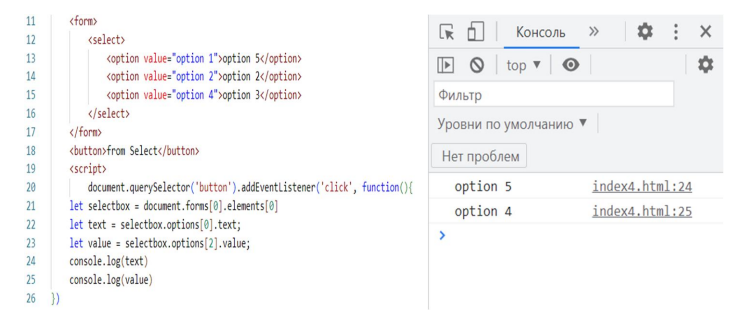 11 <form>
12 <select>
13 <option value="option 1">option 5</option>
14 <option value="option 2">option 2</option>
15 <option value="option 4">option 3</option>
16 </select>
17 </form>
18 <button>from Select</button>
19 <script>
20 document.querySelector('button').addEventListener('click', function(){
21 let selectbox = document.forms[0].elements[0]
22 let text = selectbox.options[0].text;
23 let value = selectbox.options[2].value;
24 console.log(text)
25 console.log(value)
26 })
Консоль »
top ▼
Фильтр
Уровни по умолчанию ▼
Нет проблем
option 5 index4.html:24
option 4 index4.html:25
>